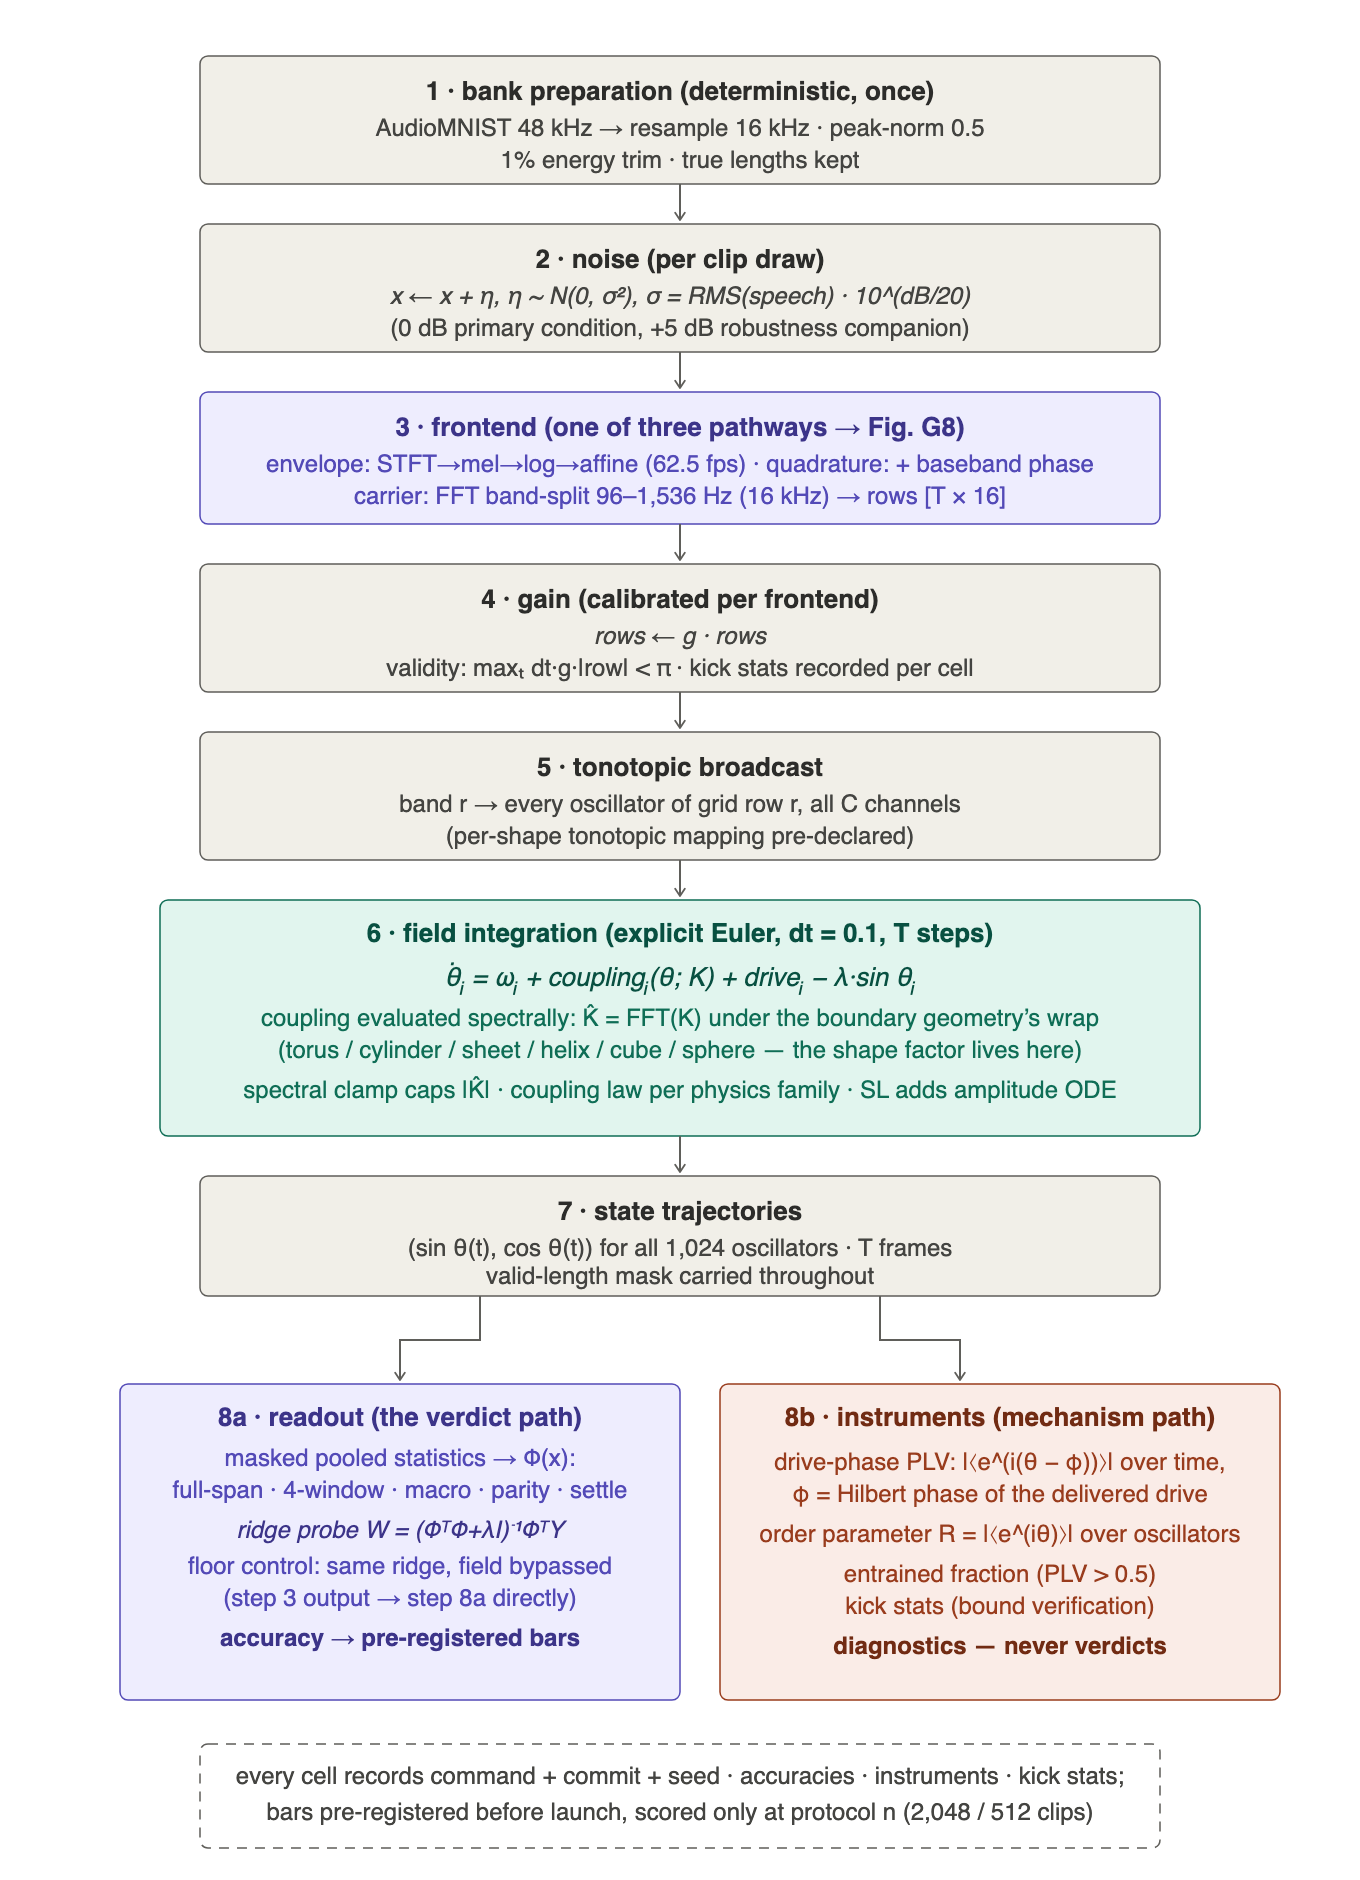 1 · bank preparation (deterministic, once)
AudioMNIST 48 kHz → resample 16 kHz · peak-norm 0.5
1% energy trim · true lengths kept
2 · noise (per clip draw)
x ← x + η, η ~ N(0, σ²), σ = RMS(speech) · 10^(dB/20)
(0 dB primary condition, +5 dB robustness companion)
3 · frontend (one of three pathways → Fig. G8)
envelope: STFT→mel→log→affine (62.5 fps) · quadrature: + baseband phase
carrier: FFT band-split 96–1,536 Hz (16 kHz) → rows [T × 16]
4 · gain (calibrated per frontend)
rows ← g · rows
validity: maxₜ dt·g·|row| < π · kick stats recorded per cell
5 · tonotopic broadcast
band r → every oscillator of grid row r, all C channels
(per-shape tonotopic mapping pre-declared)
6 · field integration (explicit Euler, dt = 0.1, T steps)
θ̇ᵢ = ωᵢ + couplingᵢ(θ; K) + driveᵢ − λ·sin θᵢ
coupling evaluated spectrally: K̂ = FFT(K) under the boundary geometry’s wrap
(torus / cylinder / sheet / helix / cube / sphere — the shape factor lives here)
spectral clamp caps |K̂| · coupling law per physics family · SL adds amplitude ODE
7 · state trajectories
(sin θ(t), cos θ(t)) for all 1,024 oscillators · T frames
valid-length mask carried throughout
8a · readout (the verdict path)
masked pooled statistics → Φ(x):
full-span · 4-window · macro · parity · settle
ridge probe W = (ΦᵀΦ+λI)⁻¹ΦᵀY
floor control: same ridge, field bypassed
(step 3 output → step 8a directly)
accuracy → pre-registered bars
8b · instruments (mechanism path)
drive-phase PLV: |⟨e^(i(θ − φ))⟩| over time,
φ = Hilbert phase of the delivered drive
order parameter R = |⟨e^(iθ)⟩| over oscillators
entrained fraction (PLV > 0.5)
kick stats (bound verification)
diagnostics — never verdicts
every cell records command + commit + seed · accuracies · instruments · kick stats;
bars pre-registered before launch, scored only at protocol n (2,048 / 512 clips)